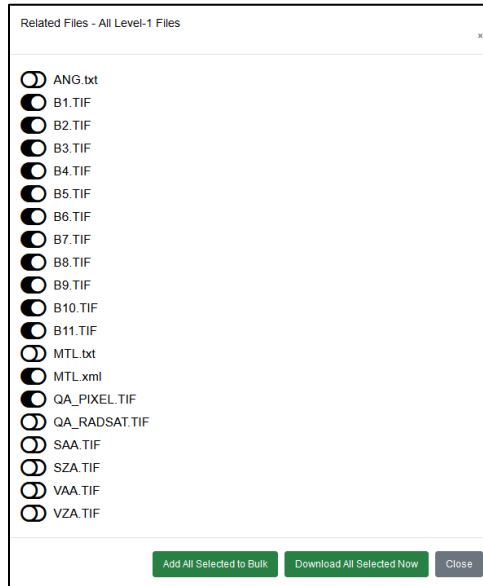 Related Files - All Level-1 Files
×
ANG.txt
B1.TIF
B2.TIF
B3.TIF
B4.TIF
B5.TIF
B6.TIF
B7.TIF
B8.TIF
B9.TIF
B10.TIF
B11.TIF
MTL.txt
MTL.xml
QA_PIXEL.TIF
QA_RADSAT.TIF
SAA.TIF
SZA.TIF
VAA.TIF
VZA.TIF
Add All Selected to Bulk Download All Selected Now Close